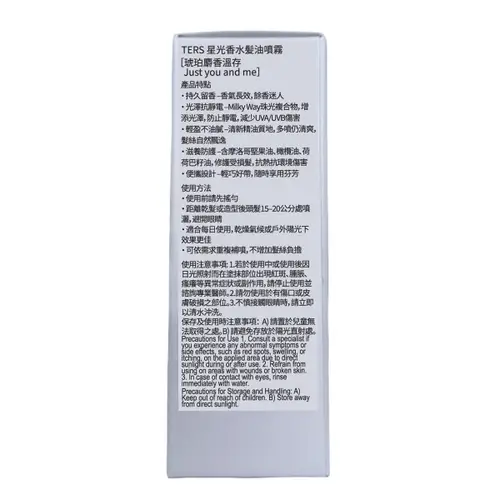 TERS 星光香水髮油噴霧
[琥珀麝香溫存
Just you and me]
產品特點
•持久留香–香氣長效，餘香迷人
•光澤抗靜電–Milky Way珠光複合物，增
添光澤，防止靜電，減少UVA/UVB傷害
•輕盈不油膩–清新精油質地，多噴仍清爽，
髮絲自然飄逸
•滋養防護–含摩洛哥堅果油、橄欖油、荷
荷巴籽油，修護受損髮，抗熱抗環境傷害
•便攜設計–輕巧好帶，隨時享用芬芳
使用方法
•使用前請先搖勻
•距離乾髮或造型後頭髮15–20公分處噴
灑，避開眼睛
•適合每日使用，乾燥氣候或戶外陽光下
效果更佳
•可依需求重複補噴，不增加髮絲負擔
使用注意事項：1.若於使用中或使用後因
日光照射而在塗抹部位出現紅斑、腫脹、
搔癢等異常症狀或副作用，請停止使用並
諮詢專業醫師。2.請勿使用於有傷口或皮
膚破損之部位。3.不慎接觸眼睛時，請立即
以清水沖洗。
保存及使用時注意事項：A) 請置於兒童無
法取得之處。B) 請避免存放於陽光直射處。
Precautions for Use 1. Consult a specialist if
you experience any abnormal symptoms or
side effects, such as red spots, swelling, or
itching, on the applied area due to direct
sunlight during or after use. 2. Refrain from
using on areas with wounds or broken skin.
3. In case of contact with eyes, rinse
immediately with water.
Precautions for Storage and Handling: A)
Keep out of reach of children. B) Store away
from direct sunlight.